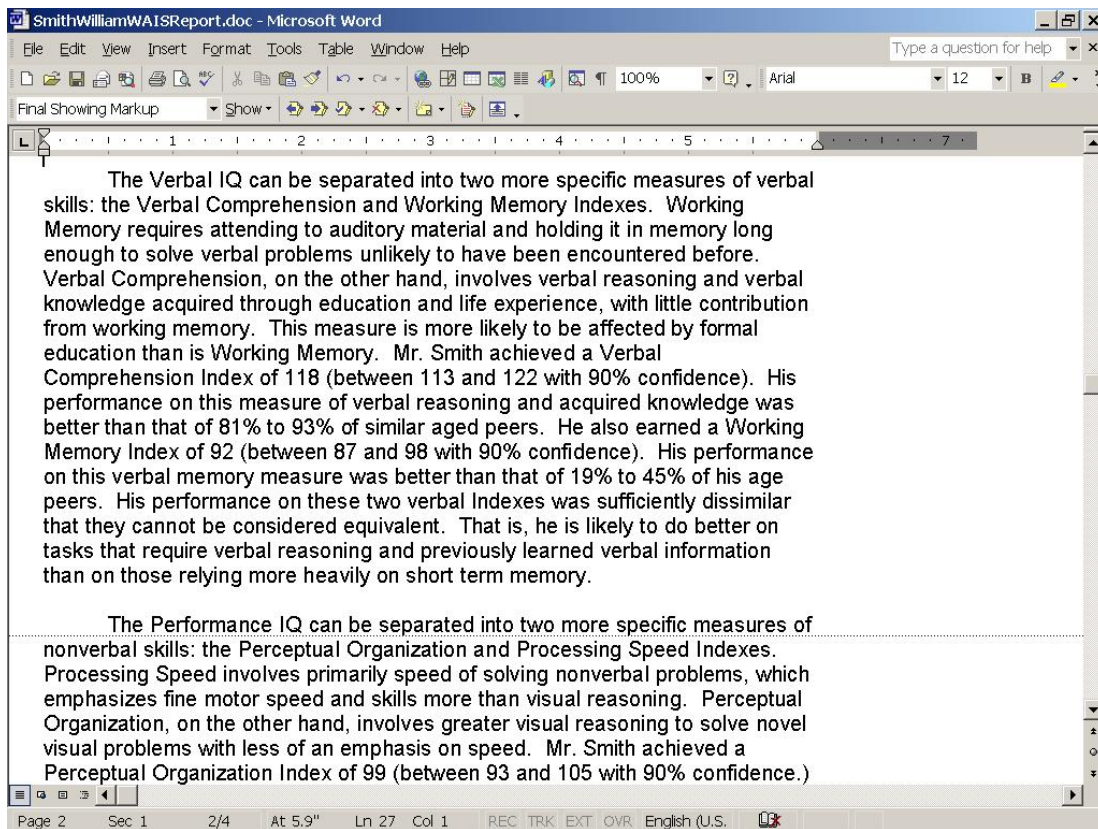 SmithWilliamWAISReport.doc - Microsoft Word
File Edit View Insert Format Tools Table Window Help Type a question for help
100% Arial 12 B
Final Showing Markup Show
1 2 3 4 5 7
The Verbal IQ can be separated into two more specific measures of verbal
skills: the Verbal Comprehension and Working Memory Indexes. Working
Memory requires attending to auditory material and holding it in memory long
enough to solve verbal problems unlikely to have been encountered before.
Verbal Comprehension, on the other hand, involves verbal reasoning and verbal
knowledge acquired through education and life experience, with little contribution
from working memory. This measure is more likely to be affected by formal
education than is Working Memory. Mr. Smith achieved a Verbal
Comprehension Index of 118 (between 113 and 122 with 90% confidence). His
performance on this measure of verbal reasoning and acquired knowledge was
better than that of 81% to 93% of similar aged peers. He also earned a Working
Memory Index of 92 (between 87 and 98 with 90% confidence). His performance
on this verbal memory measure was better than that of 19% to 45% of his age
peers. His performance on these two verbal Indexes was sufficiently dissimilar
that they cannot be considered equivalent. That is, he is likely to do better on
tasks that require verbal reasoning and previously learned verbal information
than on those relying more heavily on short term memory.
The Performance IQ can be separated into two more specific measures of
nonverbal skills: the Perceptual Organization and Processing Speed Indexes.
Processing Speed involves primarily speed of solving nonverbal problems, which
emphasizes fine motor speed and skills more than visual reasoning. Perceptual
Organization, on the other hand, involves greater visual reasoning to solve novel
visual problems with less of an emphasis on speed. Mr. Smith achieved a
Perceptual Organization Index of 99 (between 93 and 105 with 90% confidence.)
Page 2 Sec 1 2/4 At 5.9" Ln 27 Col 1 REC TRK EXT OVR English (U.S.